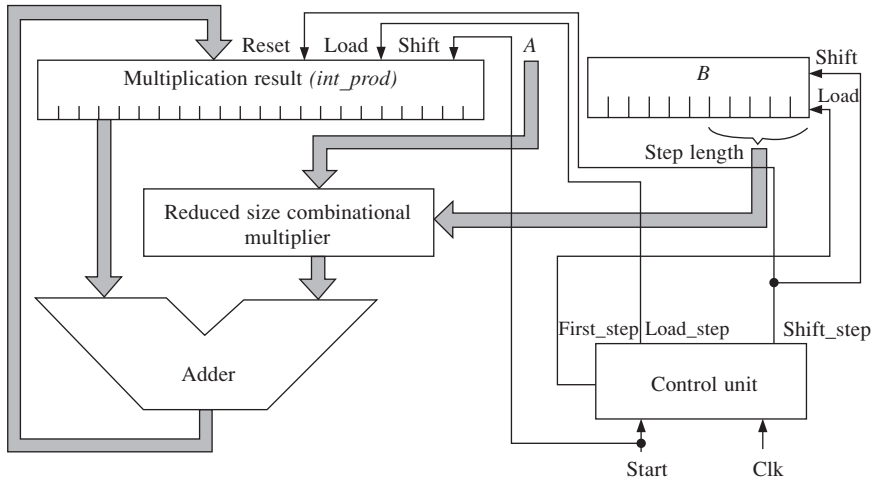 Reset Load Shift A
Multiplication result (int_prod)
B
Shift
Load
Step length
Reduced size combinational
multiplier
First_step Load_step Shift_step
Adder
Control unit
Start Clk